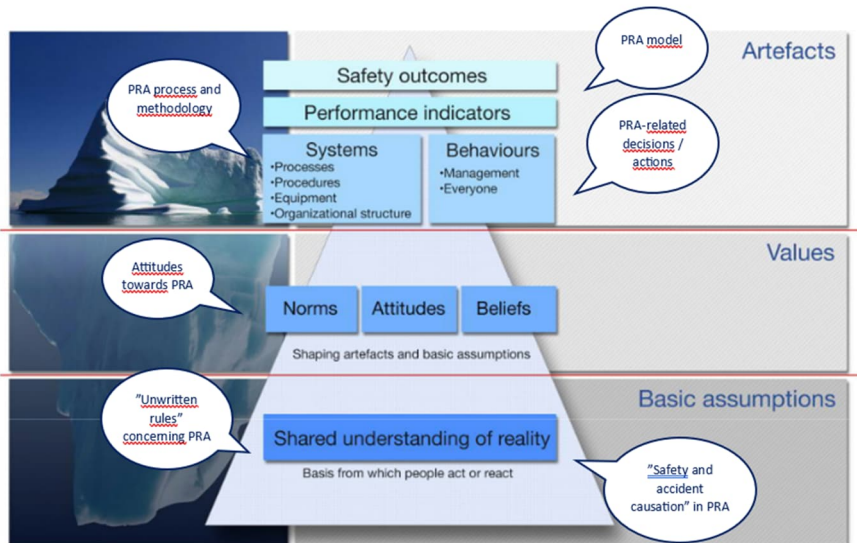 PRA model
Artefacts
PRA process and
methodology
Safety outcomes
Performance indicators
PRA-related
decisions /
actions
Systems
•Processes
•Procedures
•Equipment
•Organizational structure
Behaviours
•Management
•Everyone
Values
Attitudes
towards PRA
Norms
Attitudes
Beliefs
Shaping artefacts and basic assumptions
Basic assumptions
"Unwritten
rules"
concerning PRA
Shared understanding of reality
Basis from which people act or react
"Safety and
accident
causation" in PRA